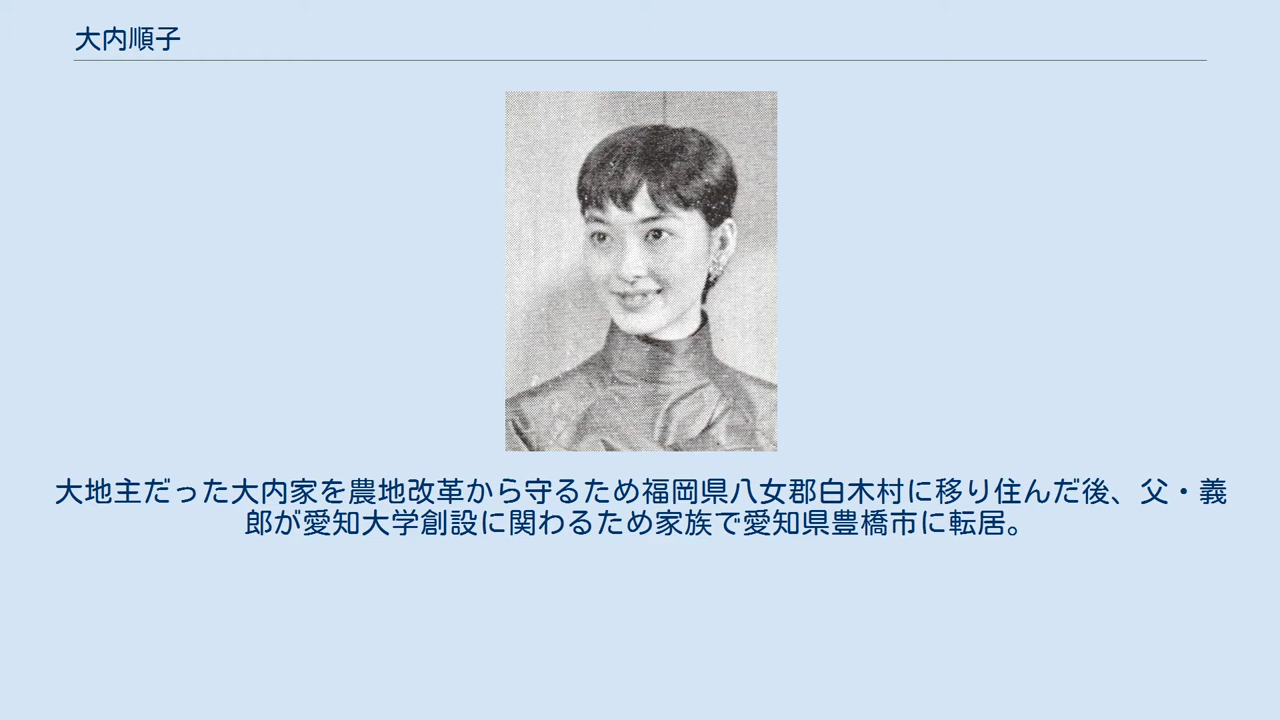 大内順子
大地主だった大内家を農地改革から守るため福岡県八女郡白木村に移り住んだ後、父・義
郎が愛知大学創設に関わるため家族で愛知県豊橋市に転居。